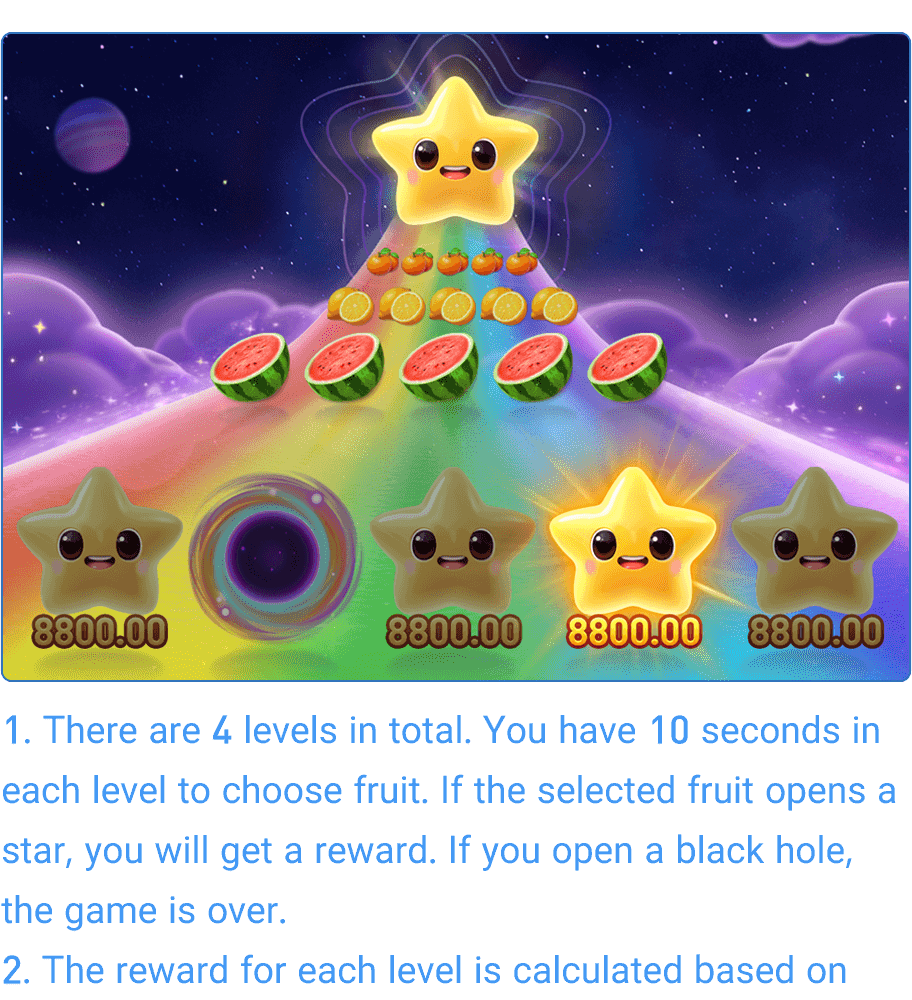 8800.00 8800.00 8800.00 8800.00
1. There are 4 levels in total. You have 10 seconds in
each level to choose fruit. If the selected fruit opens a
star, you will get a reward. If you open a black hole,
the game is over.
2. The reward for each level is calculated based on